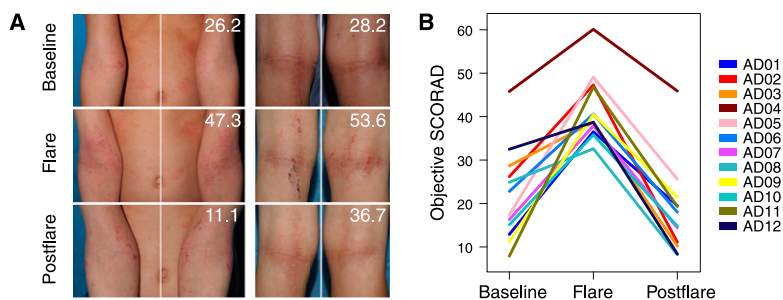 A
Baseline
26.2
28.2
Flare
47.3
53.6
Postflare
11.1
36.7
B
Objective SCORAD
60
50
40
30
20
10
Baseline
Flare
Postflare
AD01
AD02
AD03
AD04
AD05
AD06
AD07
AD08
AD09
AD10
AD11
AD12